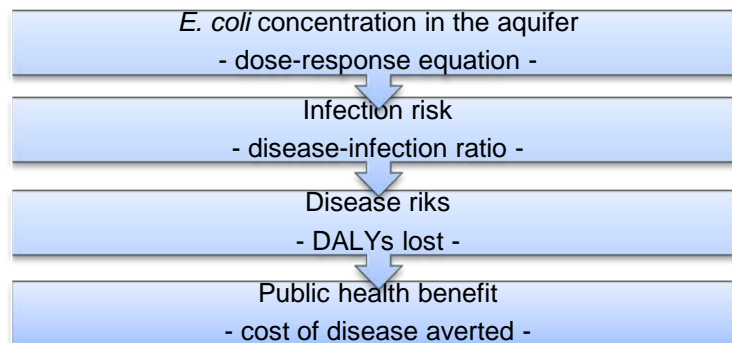 E. coli concentration in the aquifer
- dose-response equation -
Infection risk
- disease-infection ratio -
Disease riks
- DALYs lost -
Public health benefit
- cost of disease averted -